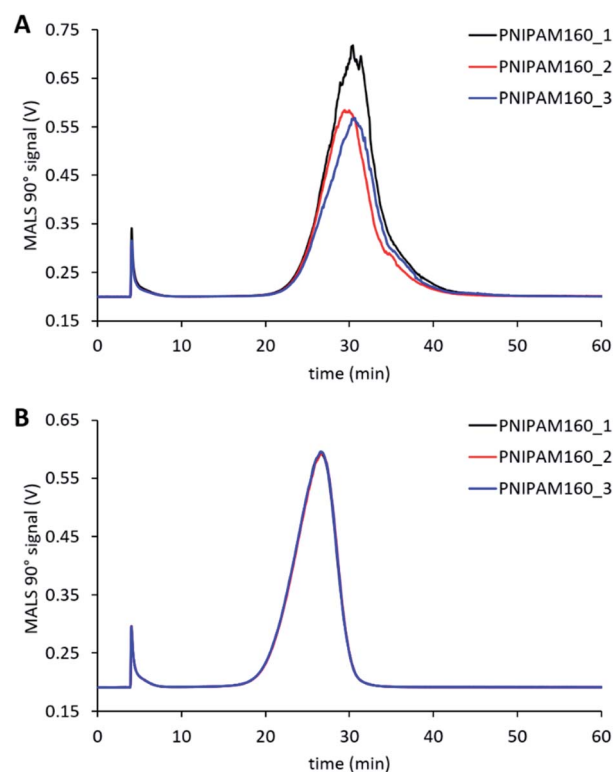 A
0.75
0.65
0.55
0.45
0.35
0.25
0.15
MALS 90° signal (V)
PNIPAM160_1
PNIPAM160_2
PNIPAM160_3
0 10 20 30 40 50 60
time (min)
B
0.65
0.55
0.45
0.35
0.25
0.15
MALS 90° signal (V)
PNIPAM160_1
PNIPAM160_2
PNIPAM160_3
0 10 20 30 40 50 60
time (min)